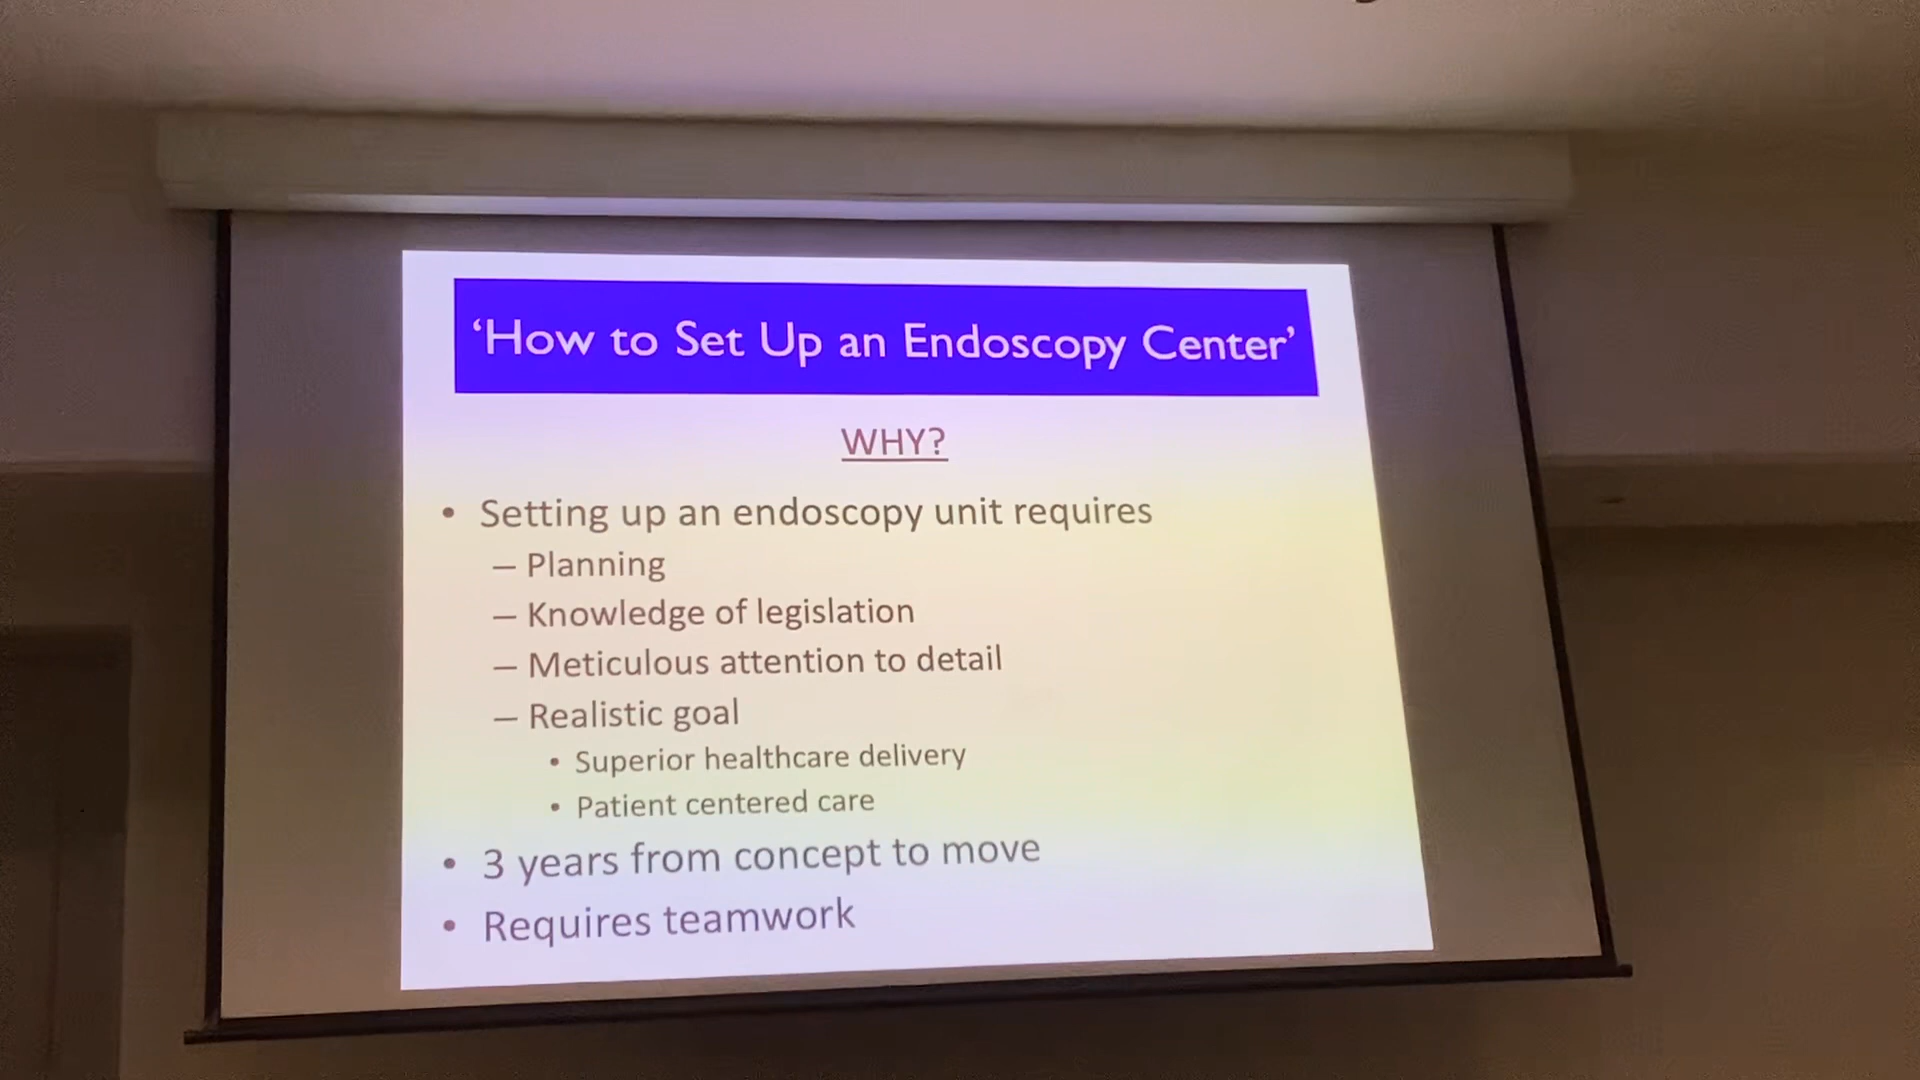 ‘How to Set Up an Endoscopy Center’
WHY?
• Setting up an endoscopy unit requires
– Planning
– Knowledge of legislation
– Meticulous attention to detail
– Realistic goal
• Superior healthcare delivery
• Patient centered care
• 3 years from concept to move
• Requires teamwork